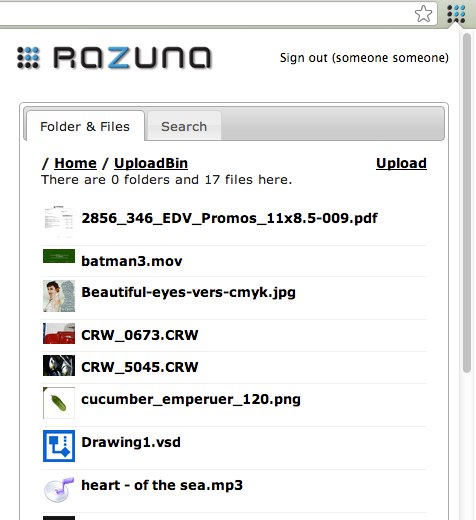 RAZUNA
Sign out (someone someone)
Folder & Files
Search
/ Home / UploadBin
Upload
There are 0 folders and 17 files here.
2856_346_EDV_Promos_11x8.5-009.pdf
batman3.mov
Beautiful-eyes-vers-cmyk.jpg
CRW_0673.CRW
CRW_5045.CRW
cucumber_emperuer_120.png
Drawing1.vsd
heart - of the sea.mp3